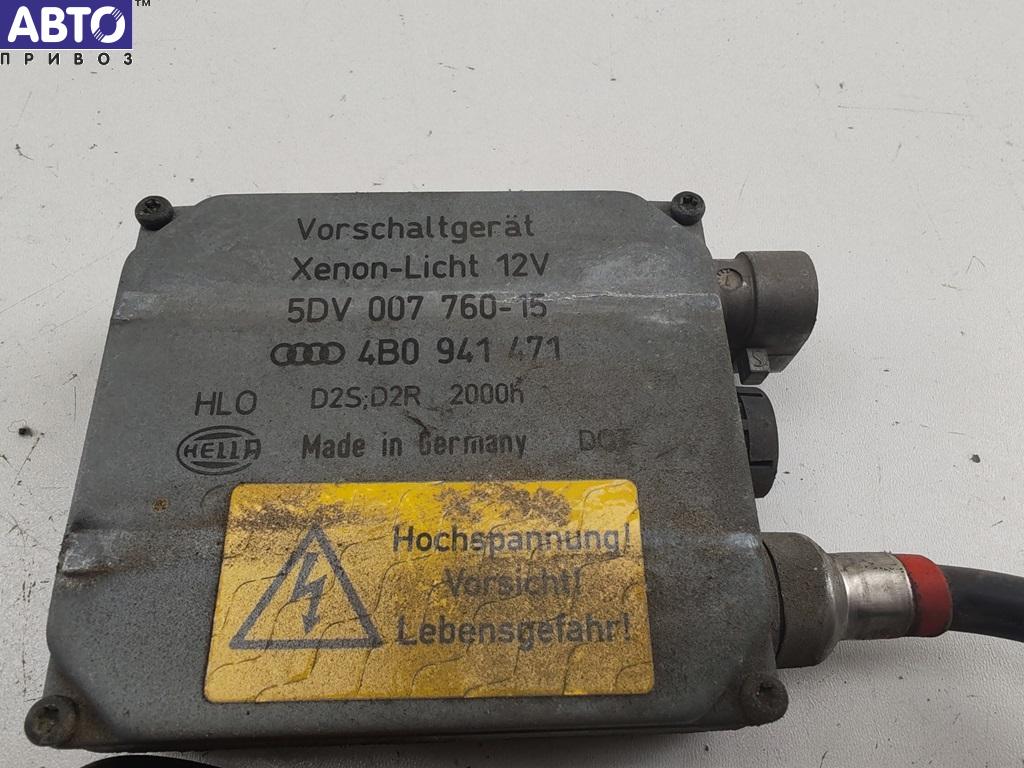 АВТО™
ПРИВОЗ
Vorschaltgerät
Xenon-Licht 12V
5DV 007 760-15
4B0 941 471
HLO D2S;D2R 2000h
HELLA Made in Germany DOT
Hochspannung!
Vorsicht!
Lebensgefahr!